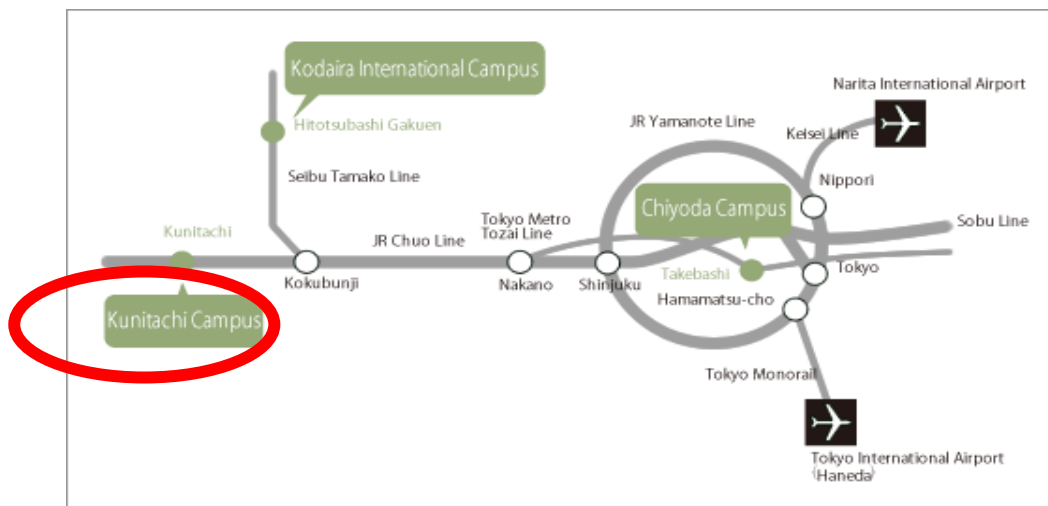 Kodaira International Campus
Narita International Airport
Hitotsubashi Gakuen
JR Yamanote Line
Keisei Line
Seibu Tamako Line
Nippori
Chiyoda Campus
Kunitachi
Tokyo Metro
Tozai Line
Sobu Line
JR Chuo Line
Takebashi
Tokyo
Kokubunji
Nakano
Shinjuku
Hamamatsu-cho
Kunitachi Campus
Tokyo Monorail
Tokyo International Airport
(Haneda)